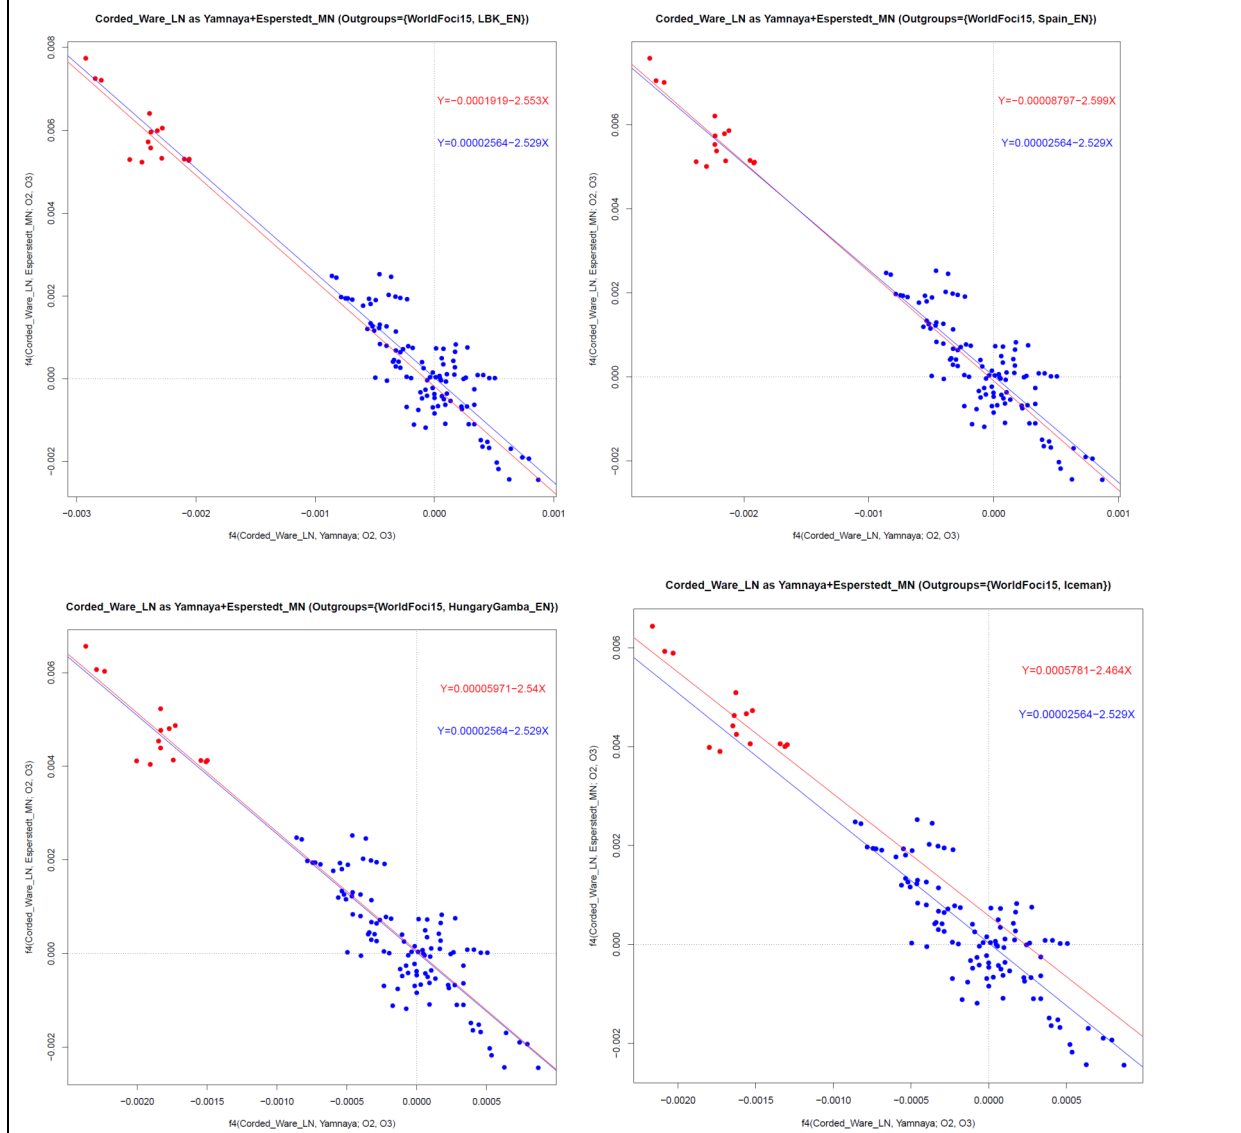 Corded_Ware_LN as Yamnaya+Esperstedt_MN (Outgroups={WorldFoci15, LBK_EN})
f4(Corded_Ware_LN, Esperstedt_MN; O2, O3)
0.008
0.006
0.004
0.002
0.000
−0.002
Y=−0.0001919−2.553X
Y=0.00002564−2.529X
−0.003
−0.002
−0.001
0.000
0.001
f4(Corded_Ware_LN, Yamnaya; O2, O3)
Corded_Ware_LN as Yamnaya+Esperstedt_MN (Outgroups={WorldFoci15, Spain_EN})
f4(Corded_Ware_LN, Esperstedt_MN; O2, O3)
0.006
0.004
0.002
0.000
−0.002
Y=−0.00008797−2.599X
Y=0.00002564−2.529X
−0.002
−0.001
0.000
0.001
f4(Corded_Ware_LN, Yamnaya; O2, O3)
Corded_Ware_LN as Yamnaya+Esperstedt_MN (Outgroups={WorldFoci15, HungaryGamba_EN})
f4(Corded_Ware_LN, Esperstedt_MN; O2, O3)
0.006
0.004
0.002
0.000
−0.002
Y=0.00005971−2.54X
Y=0.00002564−2.529X
−0.0020
−0.0015
−0.0010
−0.0005
0.0000
0.0005
f4(Corded_Ware_LN, Yamnaya; O2, O3)
Corded_Ware_LN as Yamnaya+Esperstedt_MN (Outgroups={WorldFoci15, Iceman})
f4(Corded_Ware_LN, Esperstedt_MN; O2, O3)
0.006
0.004
0.002
0.000
−0.002
Y=0.0005781−2.464X
Y=0.00002564−2.529X
−0.0020
−0.0015
−0.0010
−0.0005
0.0000
0.0005
f4(Corded_Ware_LN, Yamnaya; O2, O3)